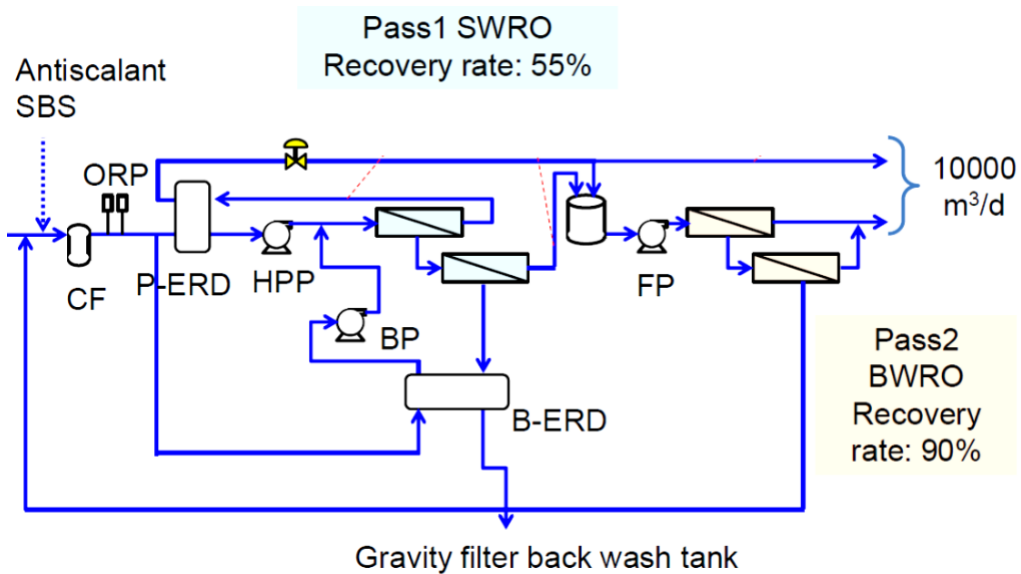 Pass1 SWRO
Recovery rate: 55%
Antiscalant
SBS
ORP
10000
m³/d
CF
P-ERD
HPP
FP
BP
Pass2
BWRO
Recovery
rate: 90%
B-ERD
Gravity filter back wash tank